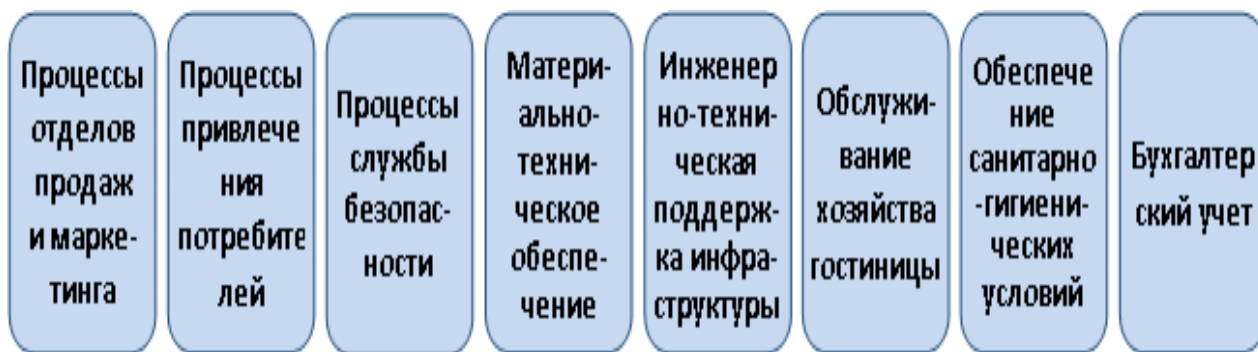 Процессы
отделов
продаж
и марке-
тинга
Процессы
привлече
ния
потребите
лей
Процессы
службы
безопас-
ности
Матери-
ально-
техни-
ческое
обеспе-
чение
Инженер
но-техни-
ческая
поддерж-
ка инфра-
структуры
Обслужи-
вание
хозяйства
гостиницы
Обеспече
ние
санитарно
-гигиени-
ческих
условий
Бухгалтер
ский учет